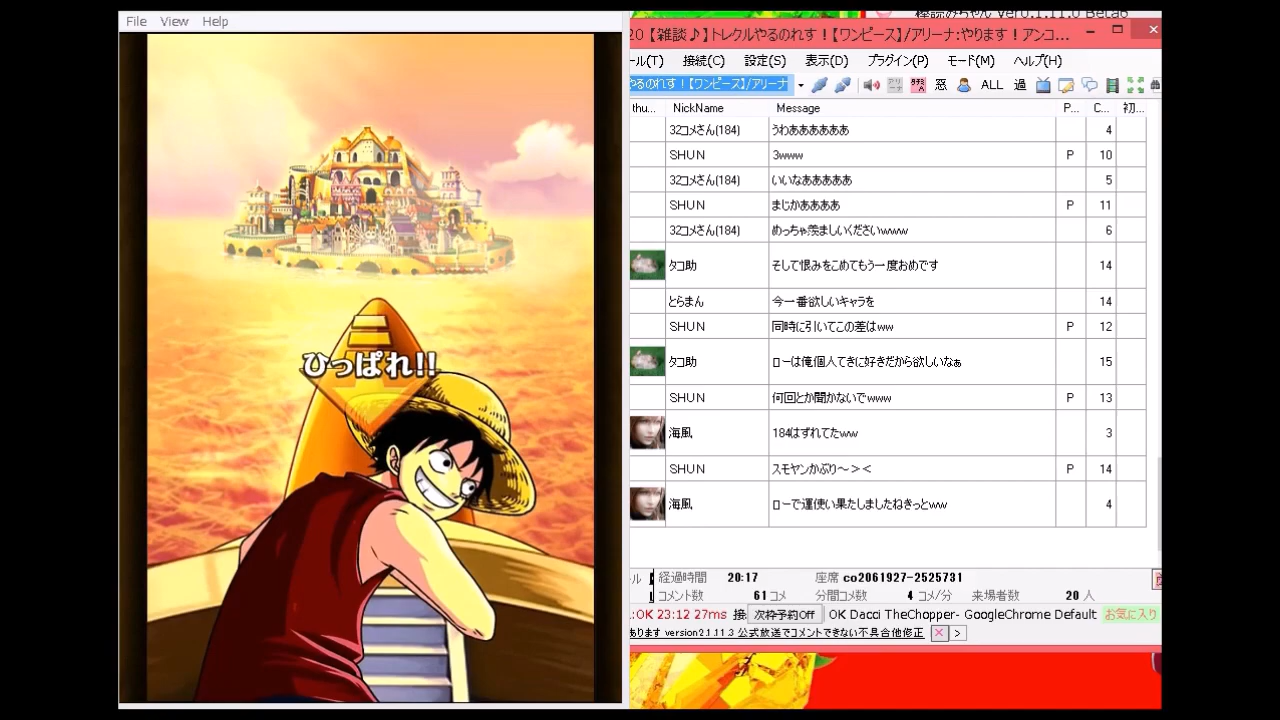 File View Help
ひっぱれ!!
20【雑談♪】トレクルやるのれす！【ワンピース】/アリーナ:やります！アンコ...
ール(T) 接続(C) 設定(S) 表示(D) プラグイン(P) モード(M) ヘルプ(H)
やるのれす！【ワンピース】/アリーナ ALL 過
thu... NickName Message P... C... 初...
32コメさん(184) うわああああああ 4
SHUN 3www P 10
32コメさん(184) いいなあああああ 5
SHUN まじかああああ P 11
32コメさん(184) めっちゃ羨ましいくださいwwww 6
タコ助 そして恨みをこめてもう一度おめです 14
とらまん 今一番欲しいキャラを 14
SHUN 同時に引いてこの差はww P 12
タコ助 ローは俺個人てきに好きだから欲しいなぁ 15
SHUN 何回とか聞かないでwww P 13
海風, 184はずれてたww 3
SHUN スモヤンかぶり～＞＜ P 14
海風, ローで運使い果たしましたねきっとww 4
経過時間 20:17 座席 co2061927-2525731
コメント数 61 コメ 分間コメ数 4 コメ/分 来場者数 20 人
:OK 23:12 27ms 接 次枠予約Off OK Dacci TheChopper- GoogleChrome Default お気に入り
あります version2.1.11.3 公式放送でコメントできない不具合他修正 × >